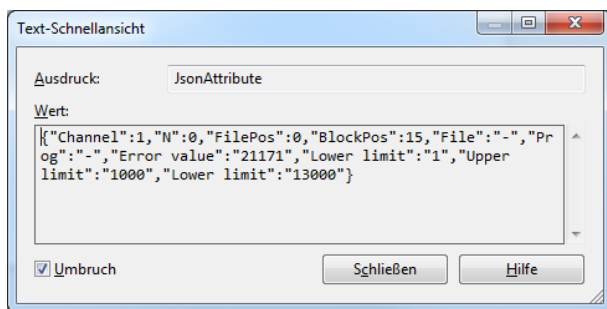 Text-Schnellansicht
Ausdruck:
JsonAttribute
Wert:
{"Channel":1,"N":0,"FilePos":0,"BlockPos":15,"File":"-","Pr
og":"-","Error value":"21171","Lower limit":"1","Upper
limit":"1000","Lower limit":"13000"}
Umbruch
Schließen
Hilfe